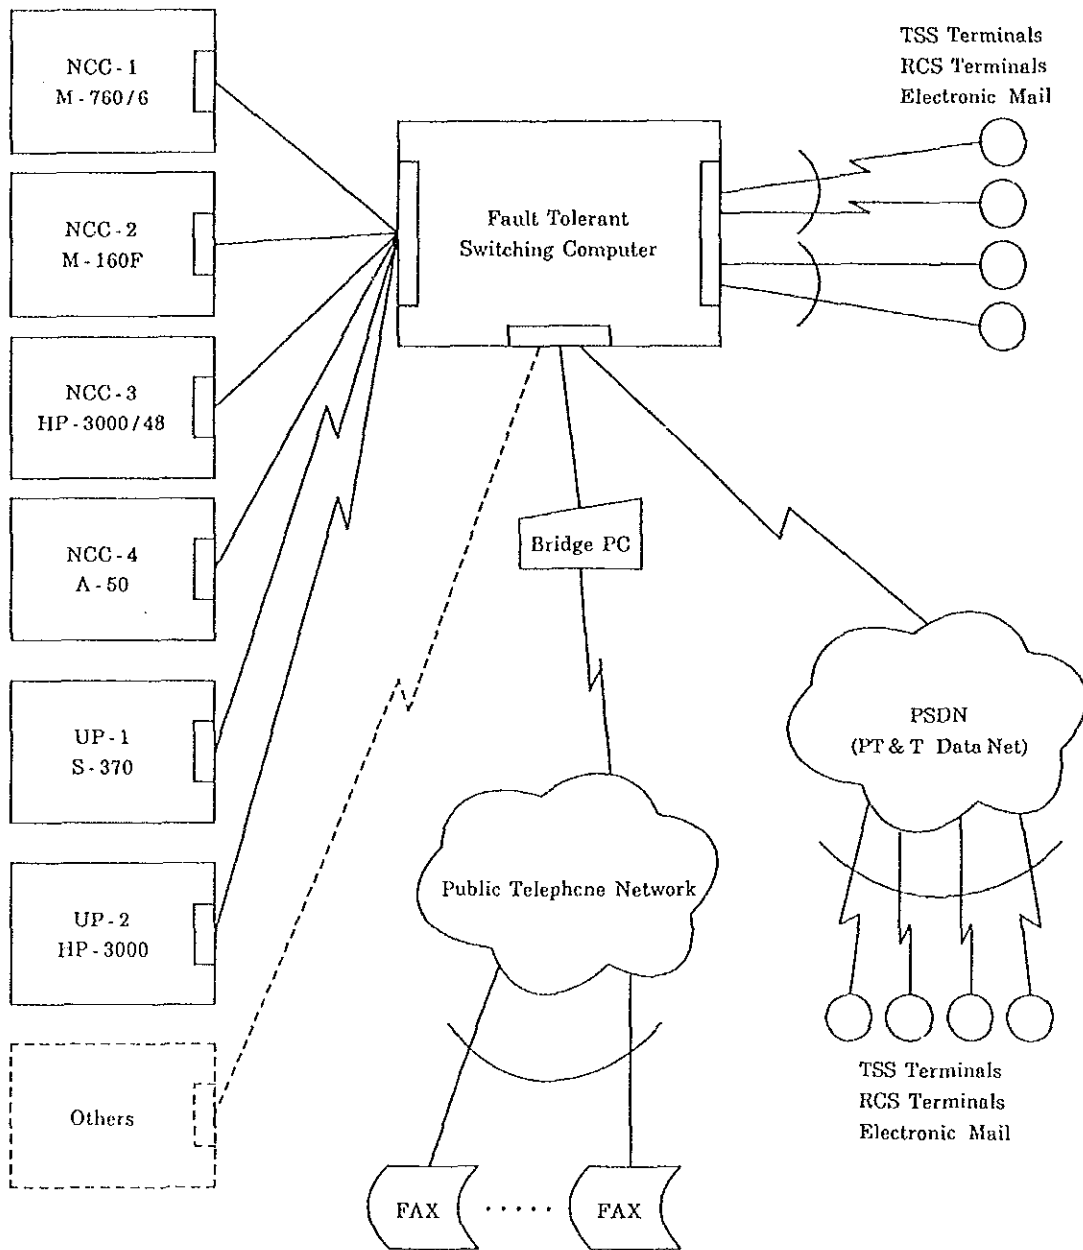 NCC - 1
M - 760 / 6
NCC - 2
M - 160F
NCC - 3
HP - 3000 / 48
NCC - 4
A - 50
UP - 1
S - 370
UP - 2
HP - 3000
Others
Fault Tolerant
Switching Computer
TSS Terminals
RCS Terminals
Electronic Mail
Bridge PC
PSDN
(PT & T Data Net)
Public Telephone Network
TSS Terminals
RCS Terminals
Electronic Mail
FAX
.....
FAX